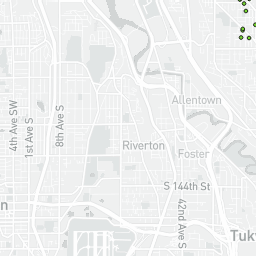 Allentown
4th Ave SW
1st Ave S
8th Ave S
Riverton
Foster
S 144th St
42nd Ave S
n
Tukw